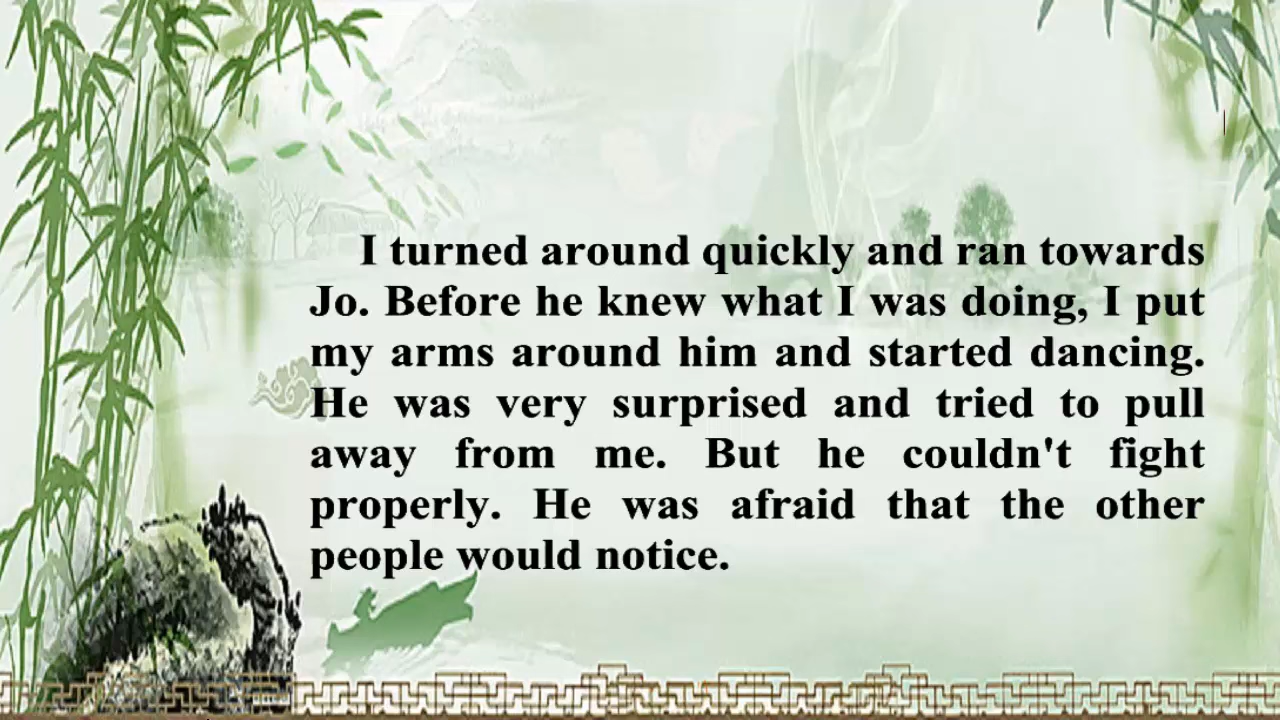 I turned around quickly and ran towards
Jo. Before he knew what I was doing, I put
my arms around him and started dancing.
He was very surprised and tried to pull
away from me. But he couldn't fight
properly. He was afraid that the other
people would notice.